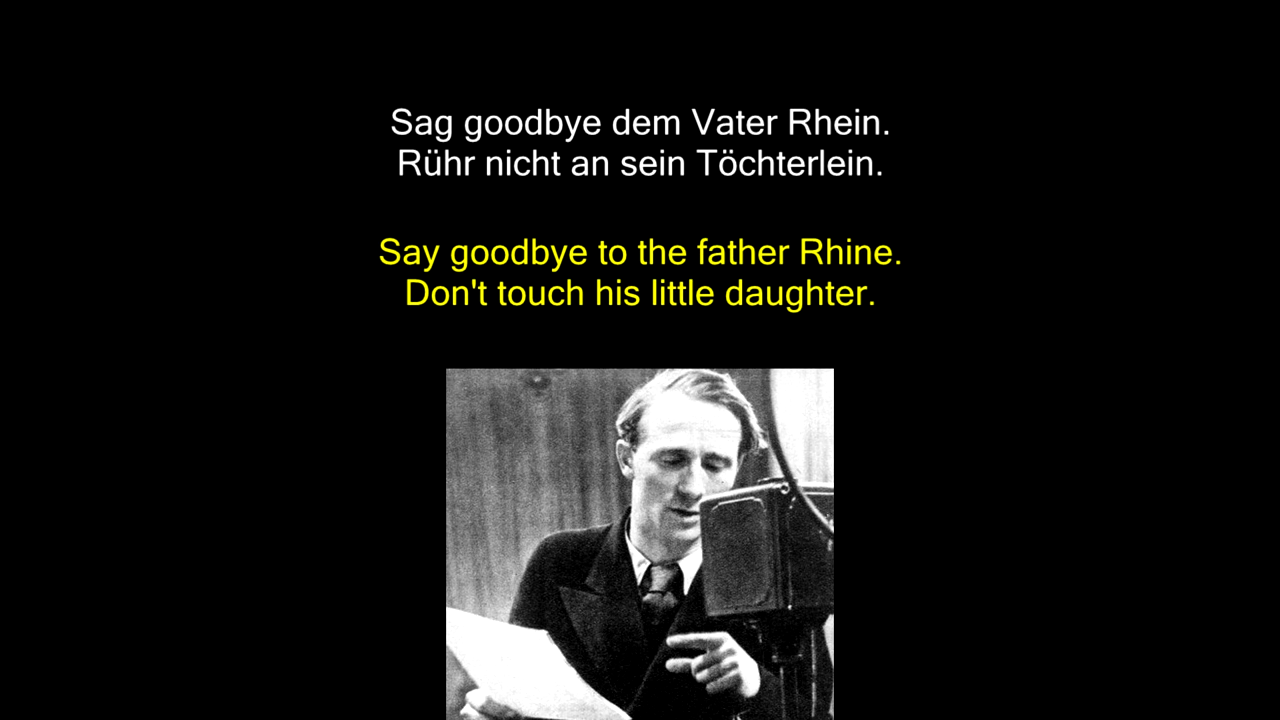 Sag goodbye dem Vater Rhein.
Rühr nicht an sein Töchterlein.
Say goodbye to the father Rhine.
Don't touch his little daughter.